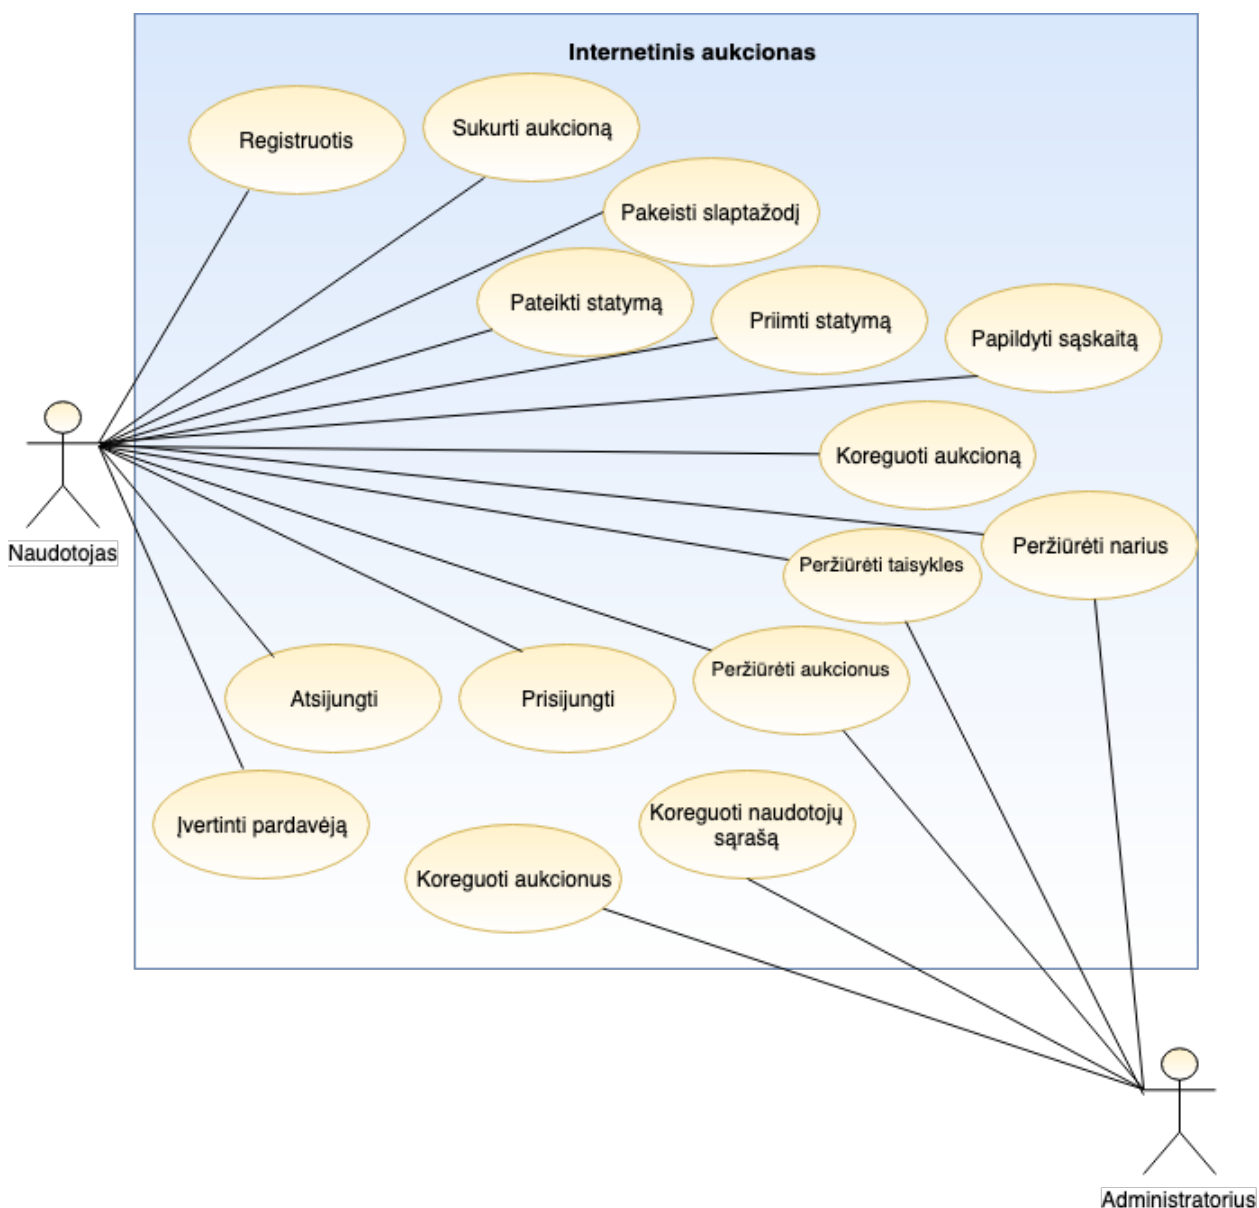 Internetinis aukcionas
Registruotis
Sukurti aukcioną
Pakeisti slaptažodį
Pateikti statymą
Priimti statymą
Papildyti sąskaitą
Koreguoti aukcioną
Naudotojas
Peržiūrėti narius
Peržiūrėti taisykles
Peržiūrėti aukcionus
Atsijungti
Prisijungti
Įvertinti pardavėją
Koreguoti naudotojų
sąrašą
Koreguoti aukcionus
Administratorius